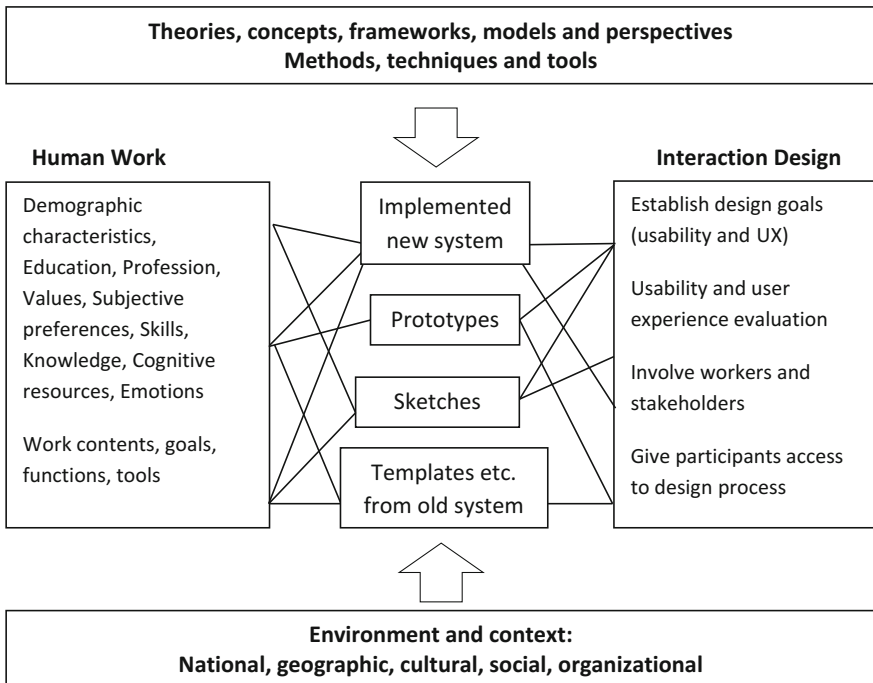 Theories, concepts, frameworks, models and perspectives
Methods, techniques and tools
Human Work
Demographic
characteristics,
Education, Profession,
Values, Subjective
preferences, Skills,
Knowledge, Cognitive
resources, Emotions
Work contents, goals,
functions, tools
Implemented
new system
Prototypes
Sketches
Templates etc.
from old system
Interaction Design
Establish design goals
(usability and UX)
Usability and user
experience evaluation
Involve workers and
stakeholders
Give participants access
to design process
Environment and context:
National, geographic, cultural, social, organizational